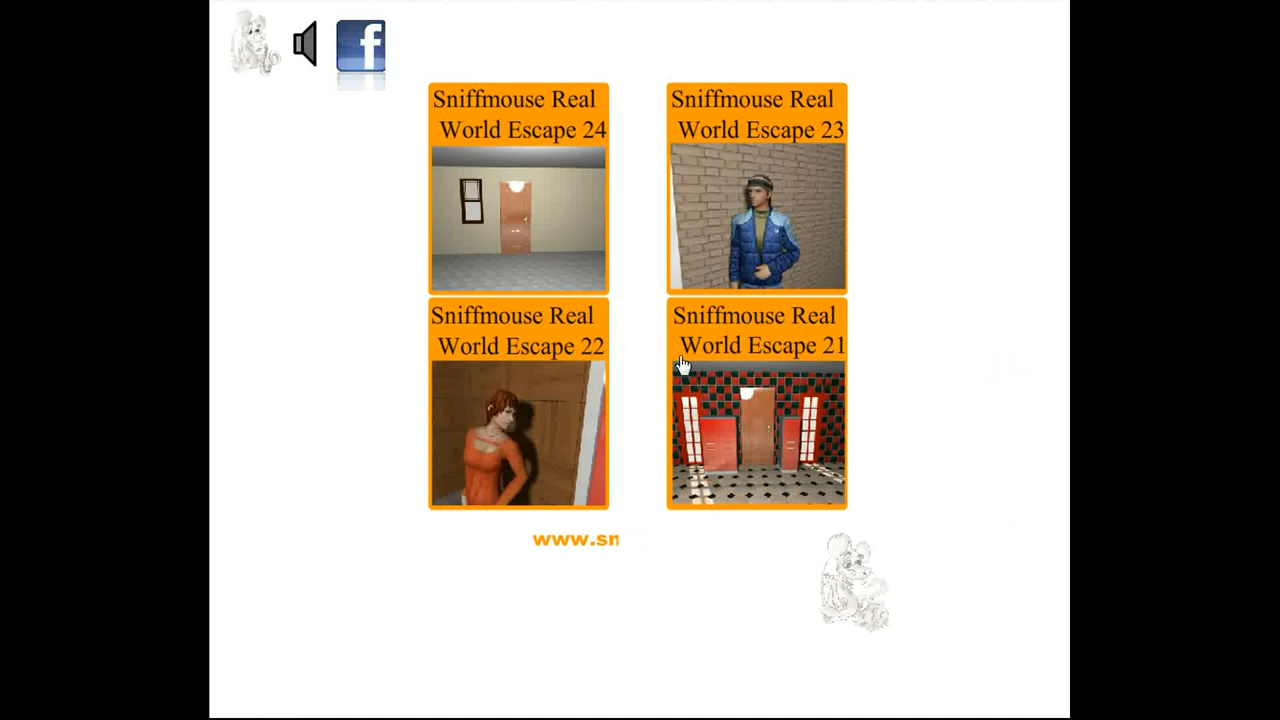 f
Sniffmouse Real
World Escape 24
Sniffmouse Real
World Escape 23
Sniffmouse Real
World Escape 22
Sniffmouse Real
World Escape 21
www.sn